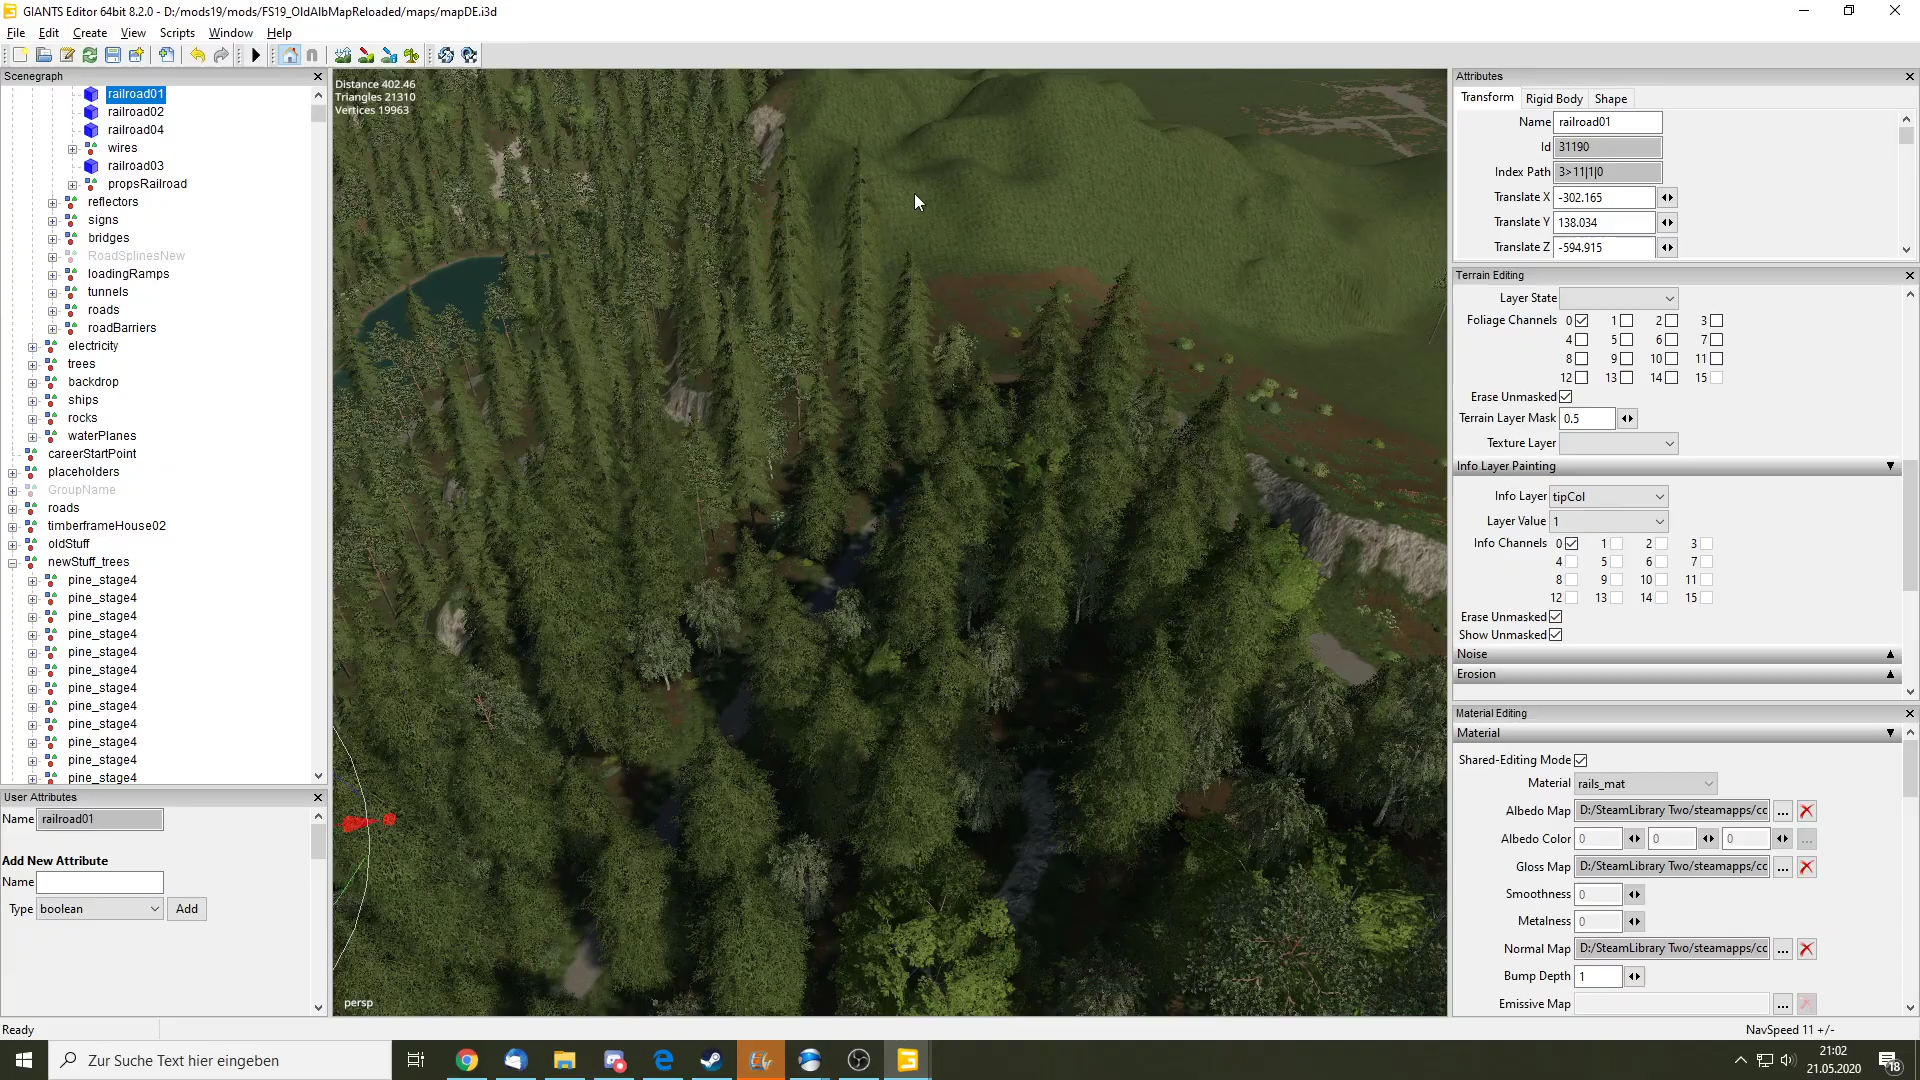 GIANTS Editor 64bit 8.2.0 - D:/mods19/mods/FS19_OldAlbMapReloaded/maps/mapDE.i3d
File Edit Create View Scripts Window Help
Scenegraph
railroad01
railroad02
railroad04
wires
railroad03
propsRailroad
reflectors
signs
bridges
RoadSplinesNew
loadingRamps
tunnels
roads
roadBarriers
electricity
trees
backdrop
ships
rocks
waterPlanes
careerStartPoint
placeholders
GroupName
roads
timberframeHouse02
oldStuff
newStuff_trees
pine_stage4
pine_stage4
pine_stage4
pine_stage4
pine_stage4
pine_stage4
pine_stage4
pine_stage4
pine_stage4
pine_stage4
pine_stage4
pine_stage4
User Attributes
Name railroad01
Add New Attribute
Name
Type boolean Add
Distance 402.46
Triangles 21310
Vertices 19963
persp
Attributes
Transform Rigid Body Shape
Name railroad01
Id 31190
Index Path 3>11|1|0
Translate X -302.165
Translate Y 138.034
Translate Z -594.915
Terrain Editing
Layer State
Foliage Channels 0 1 2 3
4 5 6 7
8 9 10 11
12 13 14 15
Erase Unmasked
Terrain Layer Mask 0.5
Texture Layer
Info Layer Painting
Info Layer tipCol
Layer Value 1
Info Channels 0 1 2 3
4 5 6 7
8 9 10 11
12 13 14 15
Erase Unmasked
Show Unmasked
Noise
Erosion
Material Editing
Material
Shared-Editing Mode
Material rails_mat
Albedo Map D:/SteamLibrary Two/steamapps/cc ...
Albedo Color 0 0 0 ...
Gloss Map D:/SteamLibrary Two/steamapps/cc ...
Smoothness 0
Metalness 0
Normal Map D:/SteamLibrary Two/steamapps/cc ...
Bump Depth 1
Emissive Map ...
Ready
NavSpeed 11 +/-
Zur Suche Text hier eingeben
21:02
21.05.2020
18